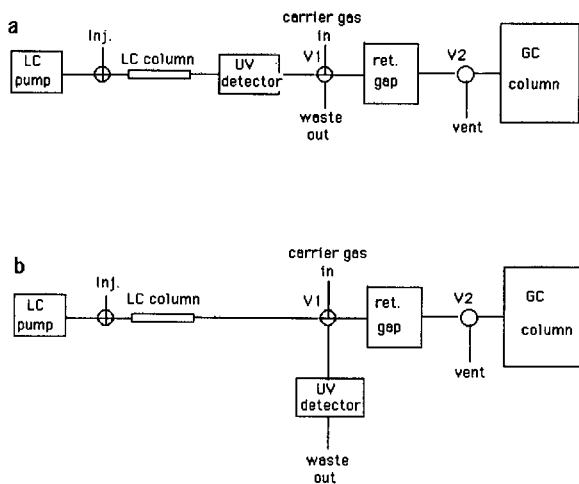 a
carrier gas
in
Inj.
LC column
LC
pump
UV
detector
V1
ret.
gap
V2
GC
column
waste
out
vent
b
carrier gas
in
Inj.
LC column
LC
pump
V1
ret.
gap
V2
GC
column
vent
UV
detector
waste
out